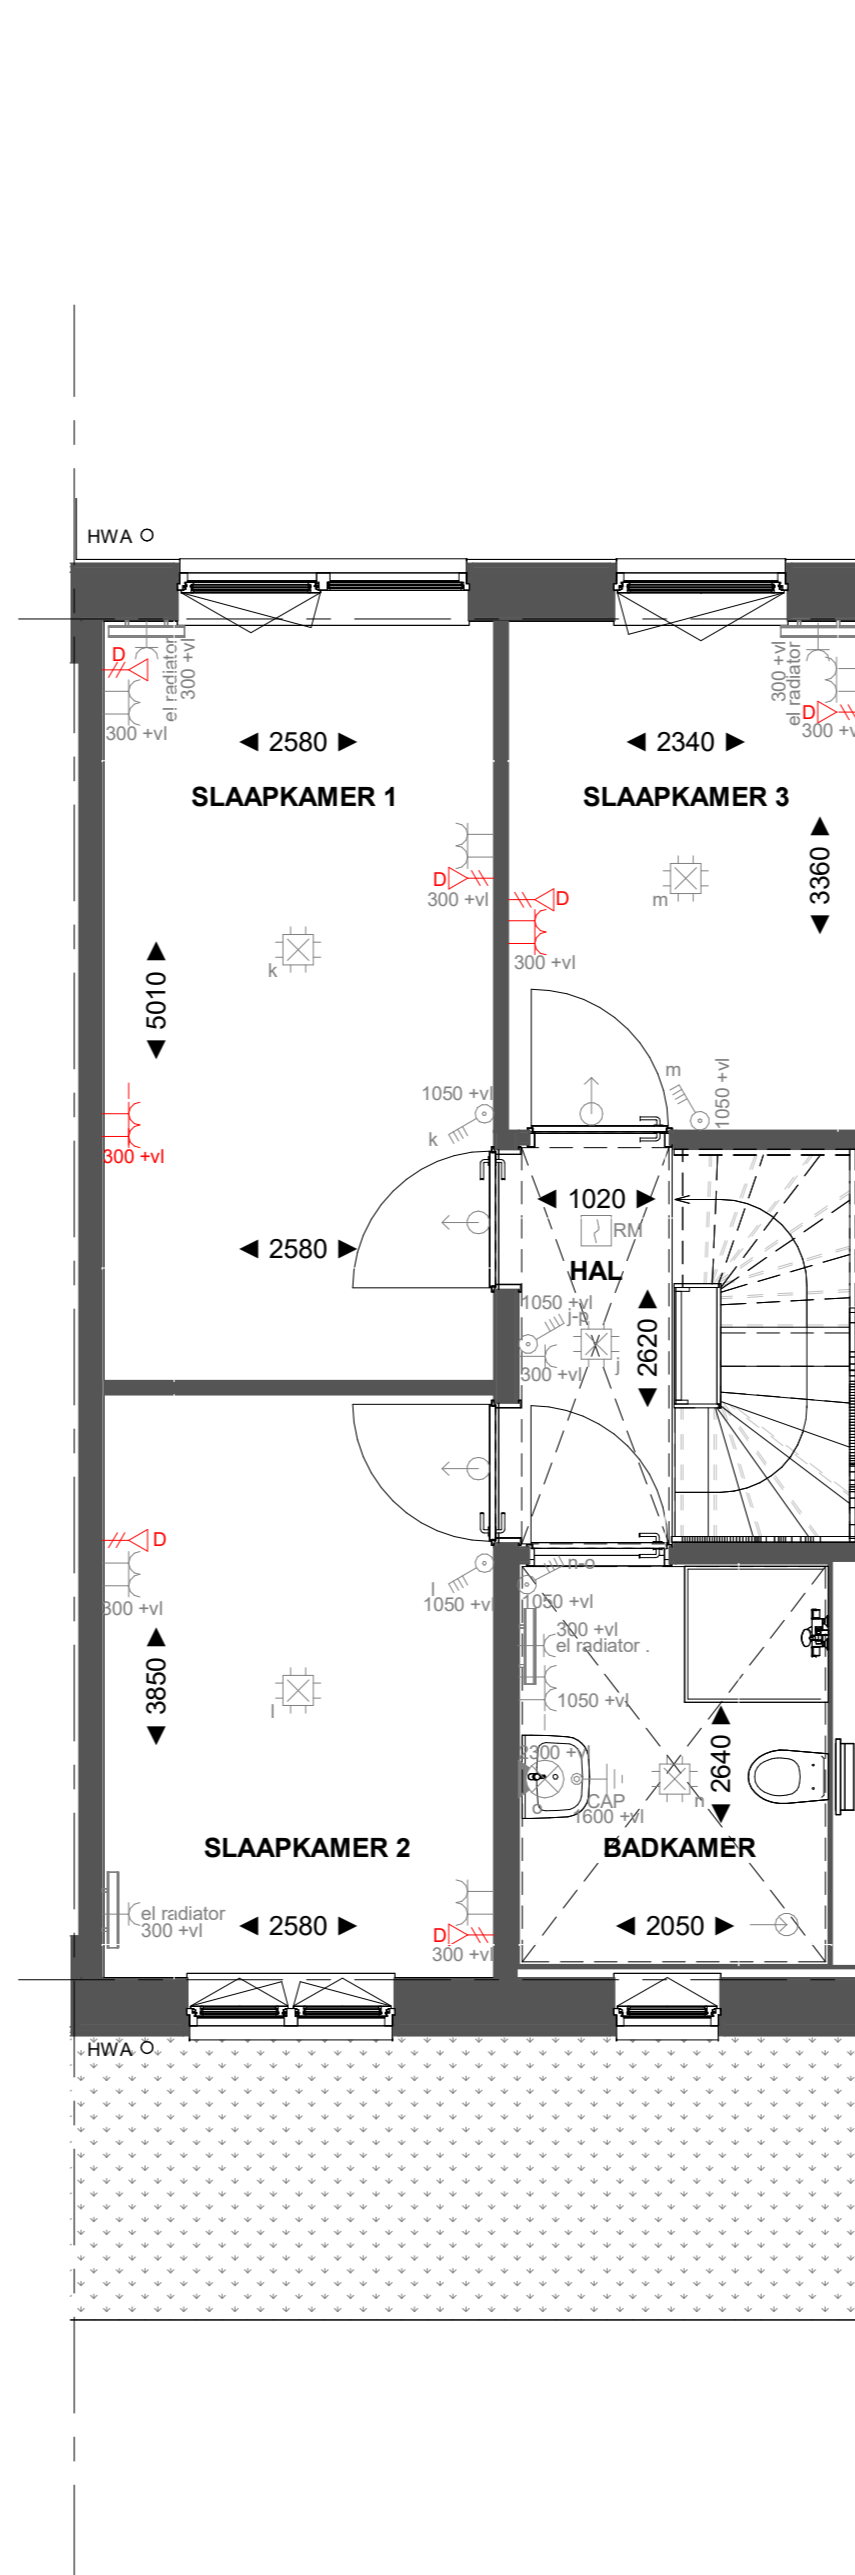 HWA
D
el radiator
300 +vl
300 +vl
300 +vl
el radiator
D
300 +v
2580
2340
SLAAPKAMER 1
SLAAPKAMER 3
3360
D
300 +vl
m
D
300 +vl
k
5010
1050 +vl
k
m
1050 +vl
300 +vl
1020
RM
2580
HAL
1050 +vl
j-p
2620
300 +vl
j
D
300 +vl
l
1050 +vl
n-o
1050 +vl
300 +vl
el radiator .
3850
1050 +vl
l
2640
2300 +vl
CAP
n
o
1600 +vl
SLAAPKAMER 2
BADKAMER
el radiator
300 +vl
2580
2050
D
300 +vl
HWA